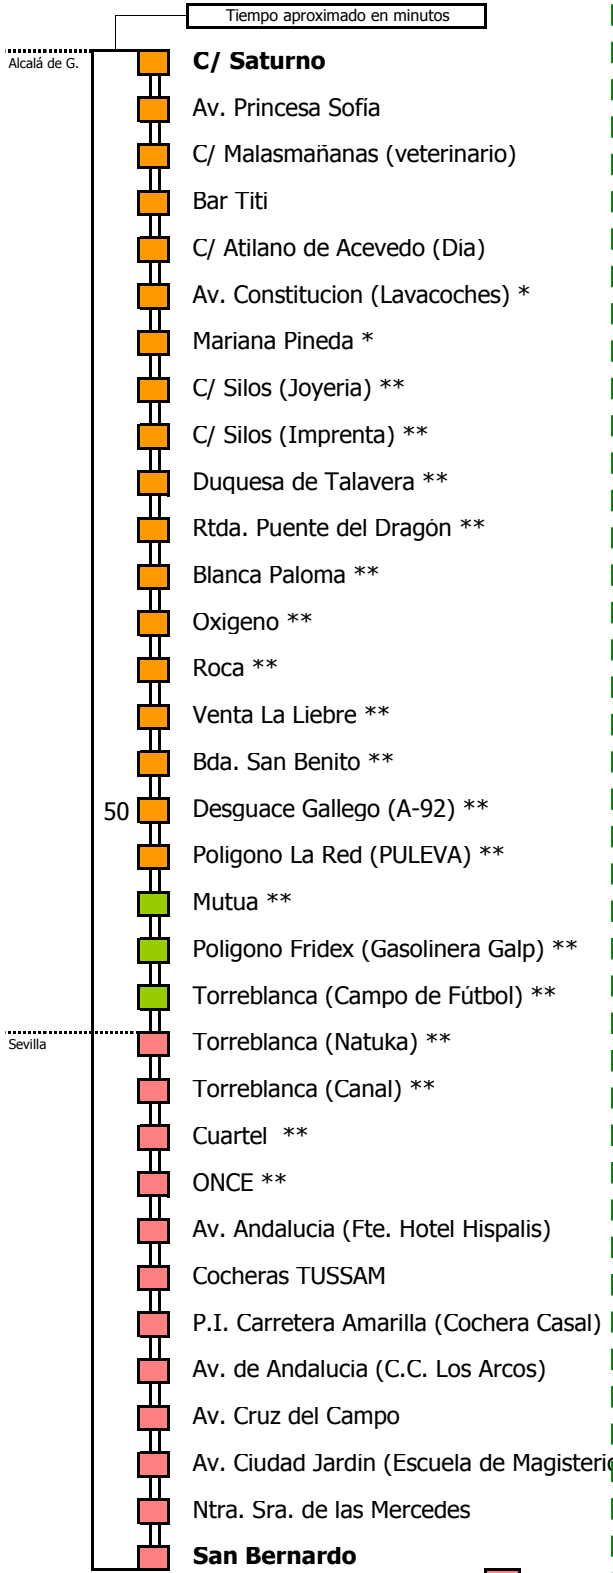 Tiempo aproximado en minutos
Alcalá de G.
C/ Saturno
Av. Princesa Sofía
C/ Malasmañanas (veterinario)
Bar Titi
C/ Atilano de Acevedo (Dia)
Av. Constitucion (Lavacoches) *
Mariana Pineda *
C/ Silos (Joyeria) **
C/ Silos (Imprenta) **
Duquesa de Talavera **
Rtda. Puente del Dragón **
Blanca Paloma **
Oxigeno **
Roca **
Venta La Liebre **
Bda. San Benito **
50
Desguace Gallego (A-92) **
Poligono La Red (PULEVA) **
Mutua **
Poligono Fridex (Gasolinera Galp) **
Torreblanca (Campo de Fútbol) **
Sevilla
Torreblanca (Natuka) **
Torreblanca (Canal) **
Cuartel **
ONCE **
Av. Andalucia (Fte. Hotel Hispalis)
Cocheras TUSSAM
P.I. Carretera Amarilla (Cochera Casal)
Av. de Andalucia (C.C. Los Arcos)
Av. Cruz del Campo
Av. Ciudad Jardin (Escuela de Magisterio
Ntra. Sra. de las Mercedes
San Bernardo